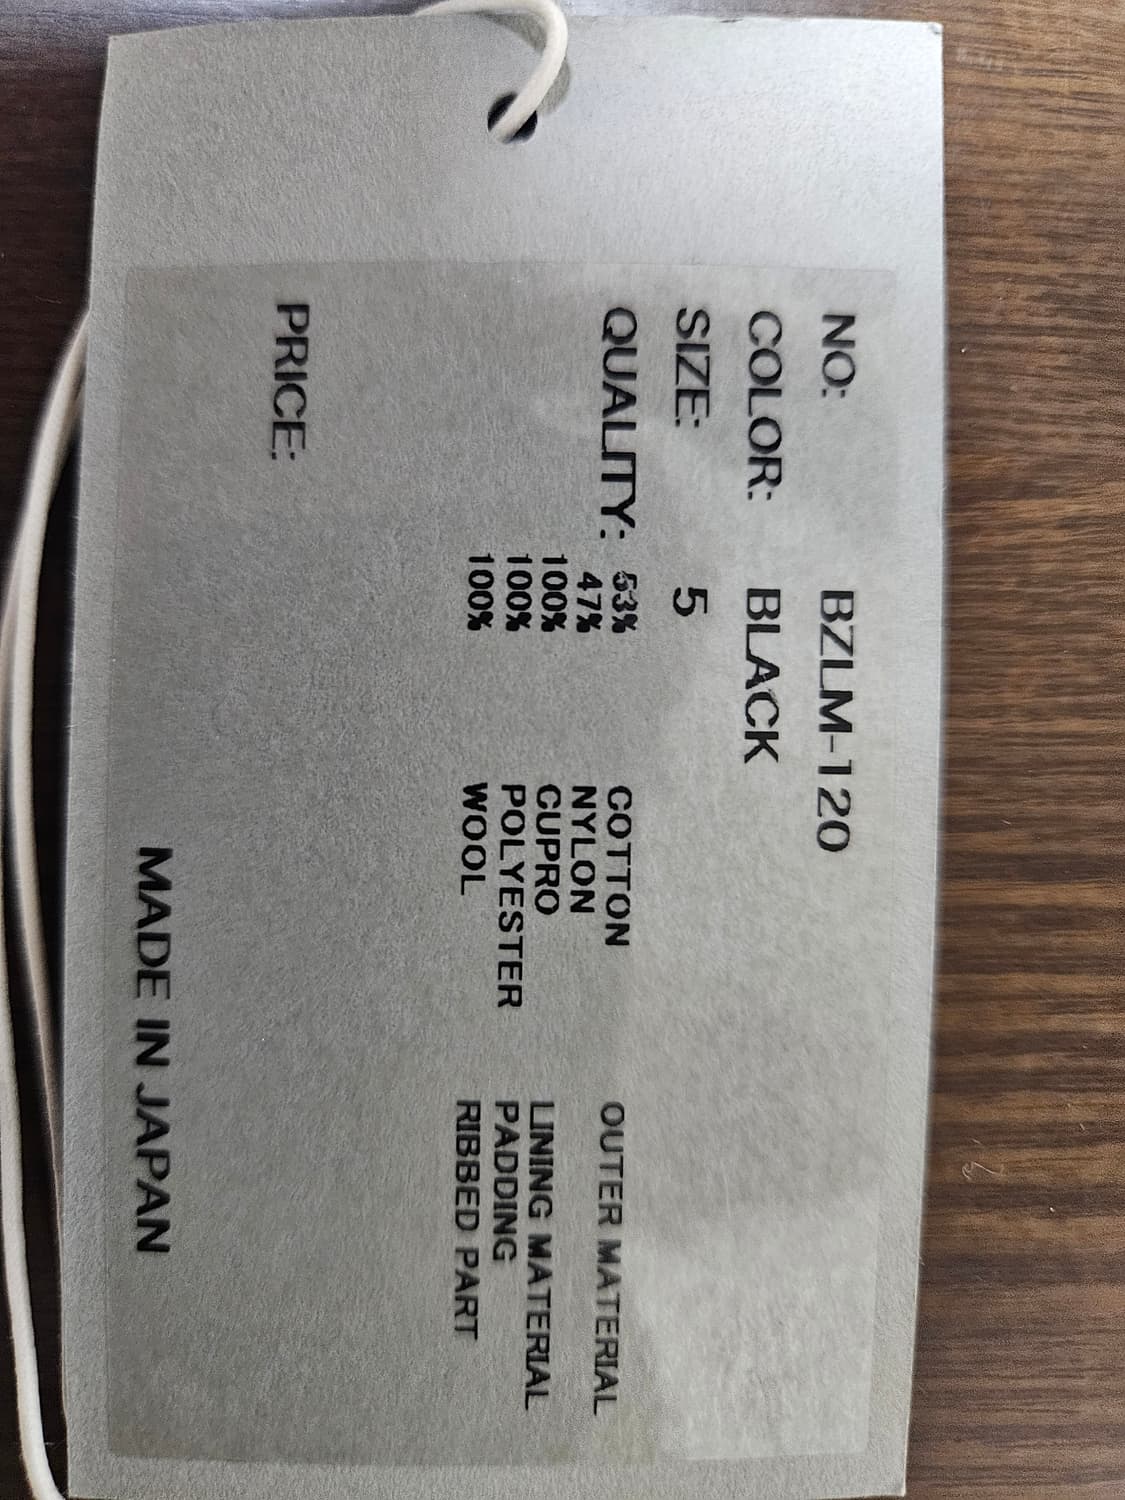 NO: BZLM-120
COLOR: BLACK
SIZE: 5
QUALITY: 53% COTTON OUTER MATERIAL
47% NYLON
100% CUPRO LINING MATERIAL
100% POLYESTER PADDING
100% WOOL RIBBED PART
PRICE:
MADE IN JAPAN